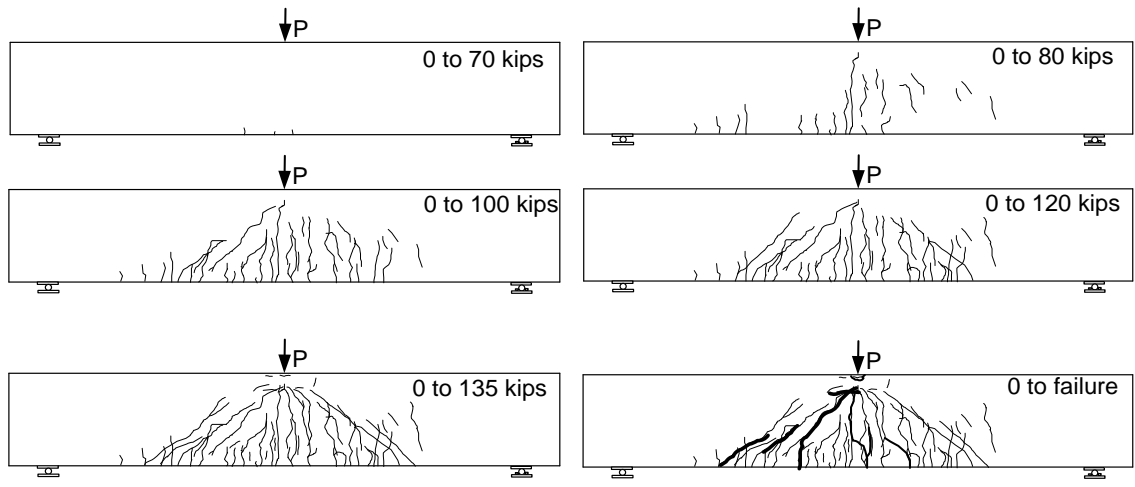 P
0 to 70 kips
P
0 to 80 kips
P
0 to 100 kips
P
0 to 120 kips
P
0 to 135 kips
P
0 to failure